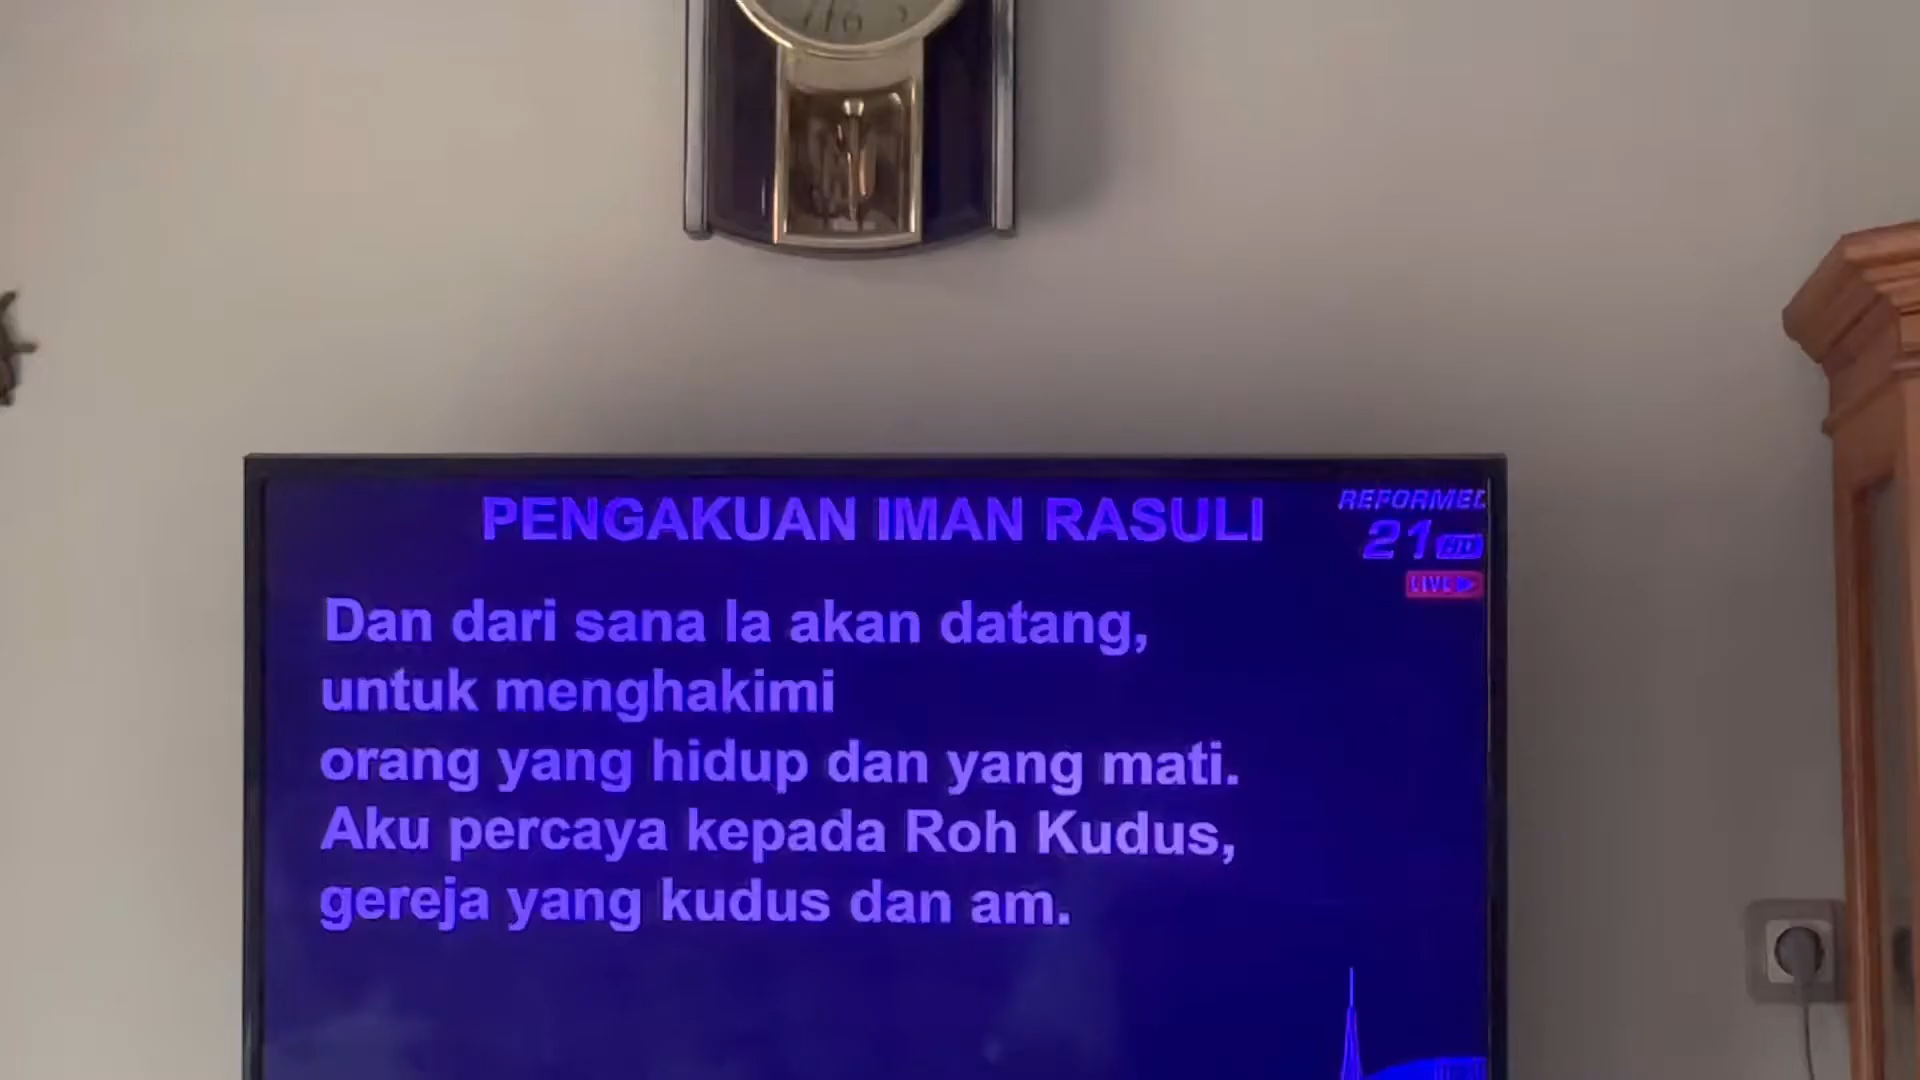 PENGAKUAN IMAN RASULI
REFORMED
21 HD
LIVE
Dan dari sana Ia akan datang,
untuk menghakimi
orang yang hidup dan yang mati.
Aku percaya kepada Roh Kudus,
gereja yang kudus dan am.